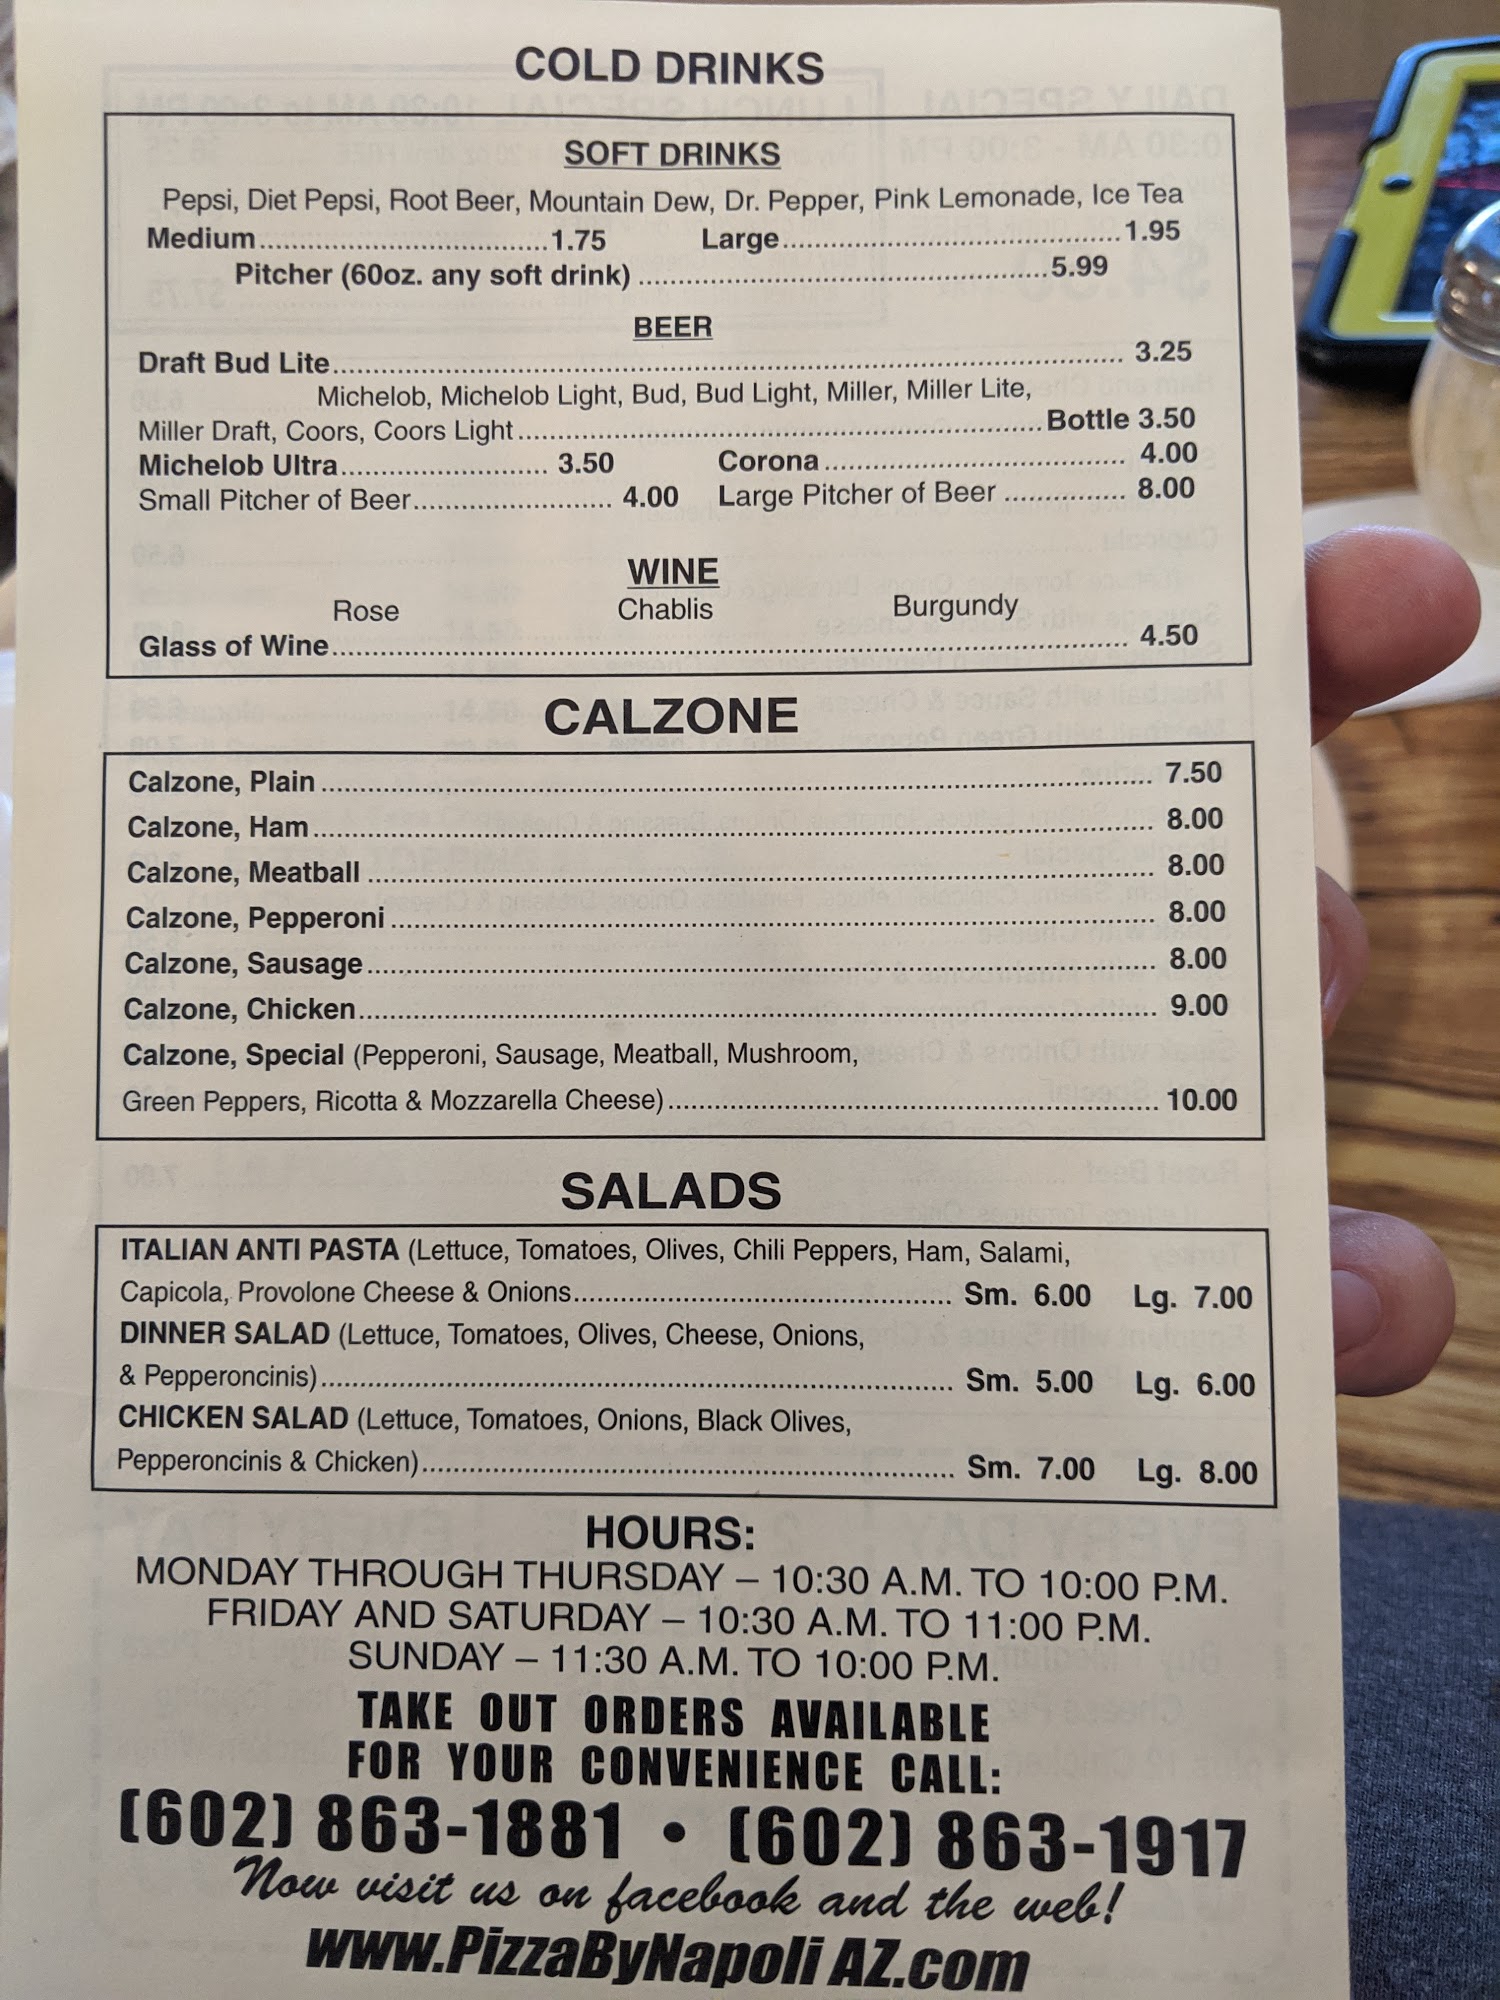 COLD DRINKS
SOFT DRINKS
Pepsi, Diet Pepsi, Root Beer, Mountain Dew, Dr. Pepper, Pink Lemonade, Ice Tea
Medium 1.75 Large 1.95
Pitcher (60oz. any soft drink) 5.99
BEER
Draft Bud Lite 3.25
Michelob, Michelob Light, Bud, Bud Light, Miller, Miller Lite,
Miller Draft, Coors, Coors Light Bottle 3.50
Michelob Ultra 3.50 Corona 4.00
Small Pitcher of Beer 4.00 Large Pitcher of Beer 8.00
WINE
Rose Chablis Burgundy
Glass of Wine 4.50
CALZONE
Calzone, Plain 7.50
Calzone, Ham 8.00
Calzone, Meatball 8.00
Calzone, Pepperoni 8.00
Calzone, Sausage 8.00
Calzone, Chicken 9.00
Calzone, Special (Pepperoni, Sausage, Meatball, Mushroom,
Green Peppers, Ricotta & Mozzarella Cheese) 10.00
SALADS
ITALIAN ANTI PASTA (Lettuce, Tomatoes, Olives, Chili Peppers, Ham, Salami,
Capicola, Provolone Cheese & Onions Sm. 6.00 Lg. 7.00
DINNER SALAD (Lettuce, Tomatoes, Olives, Cheese, Onions,
& Pepperoncinis) Sm. 5.00 Lg. 6.00
CHICKEN SALAD (Lettuce, Tomatoes, Onions, Black Olives,
Pepperoncinis & Chicken) Sm. 7.00 Lg. 8.00
HOURS:
MONDAY THROUGH THURSDAY – 10:30 A.M. TO 10:00 P.M.
FRIDAY AND SATURDAY – 10:30 A.M. TO 11:00 P.M.
SUNDAY – 11:30 A.M. TO 10:00 P.M.
TAKE OUT ORDERS AVAILABLE
FOR YOUR CONVENIENCE CALL:
(602) 863-1881 • (602) 863-1917
Now visit us on facebook and the web!
www.PizzaByNapoliAZ.com